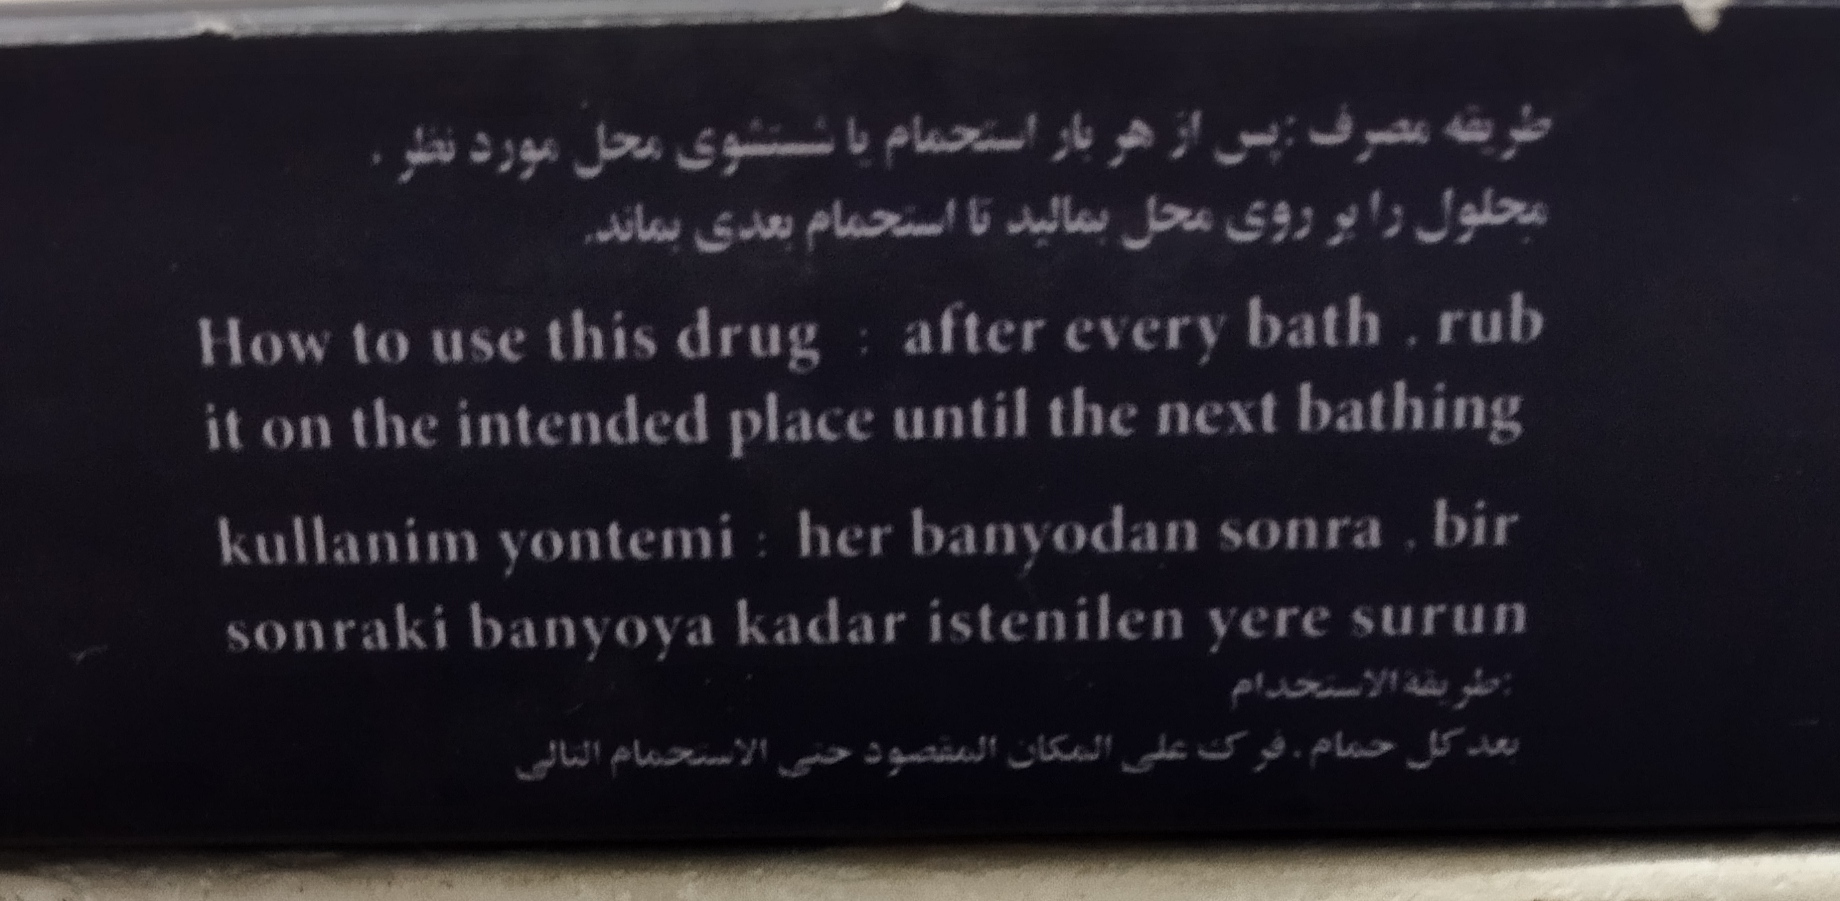 طریقه مصرف :پس از هر بار استحمام یا شستشوی محل مورد نظر .
محلول را بر روی محل بمالید تا استحمام بعدی بماند.
How to use this drug : after every bath . rub
it on the intended place until the next bathing
kullanim yontemi : her banyodan sonra . bir
sonraki banyoya kadar istenilen yere surun
:طريقة الاستخدام
بعد كل حمام . فرك على المكان المقصود حتى الاستحمام التالى